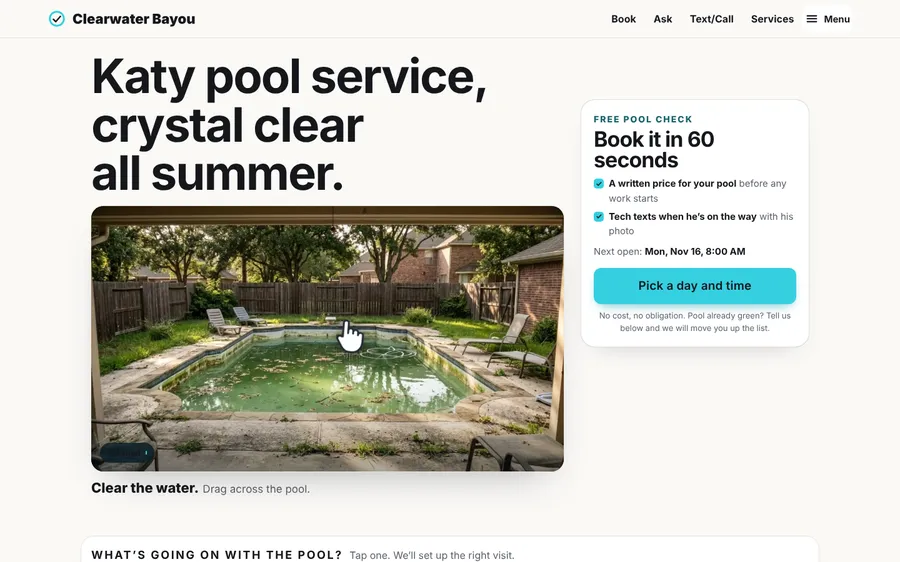 Clearwater Bayou
Book Ask Text/Call Services Menu
Katy pool service,
crystal clear
all summer.
FREE POOL CHECK
Book it in 60
seconds
A written price for your pool before any
work starts
Tech texts when he’s on the way with his
photo
Next open: Mon, Nov 16, 8:00 AM
Pick a day and time
No cost, no obligation. Pool already green? Tell us
below and we will move you up the list.
Clear the water. Drag across the pool.
WHAT’S GOING ON WITH THE POOL? Tap one. We’ll set up the right visit.